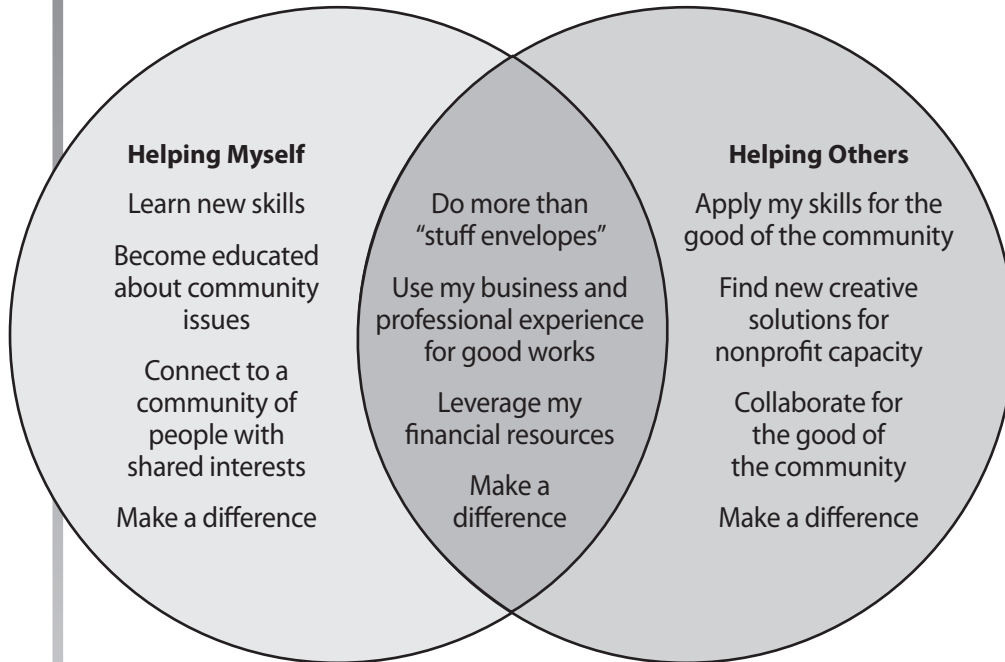 Helping Myself
Learn new skills
Become educated
about community
issues
Connect to a
community of
people with
shared interests
Make a difference
Do more than
“stuff envelopes”
Use my business and
professional experience
for good works
Leverage my
financial resources
Make a
difference
Helping Others
Apply my skills for the
good of the community
Find new creative
solutions for
nonprofit capacity
Collaborate for
the good of
the community
Make a difference